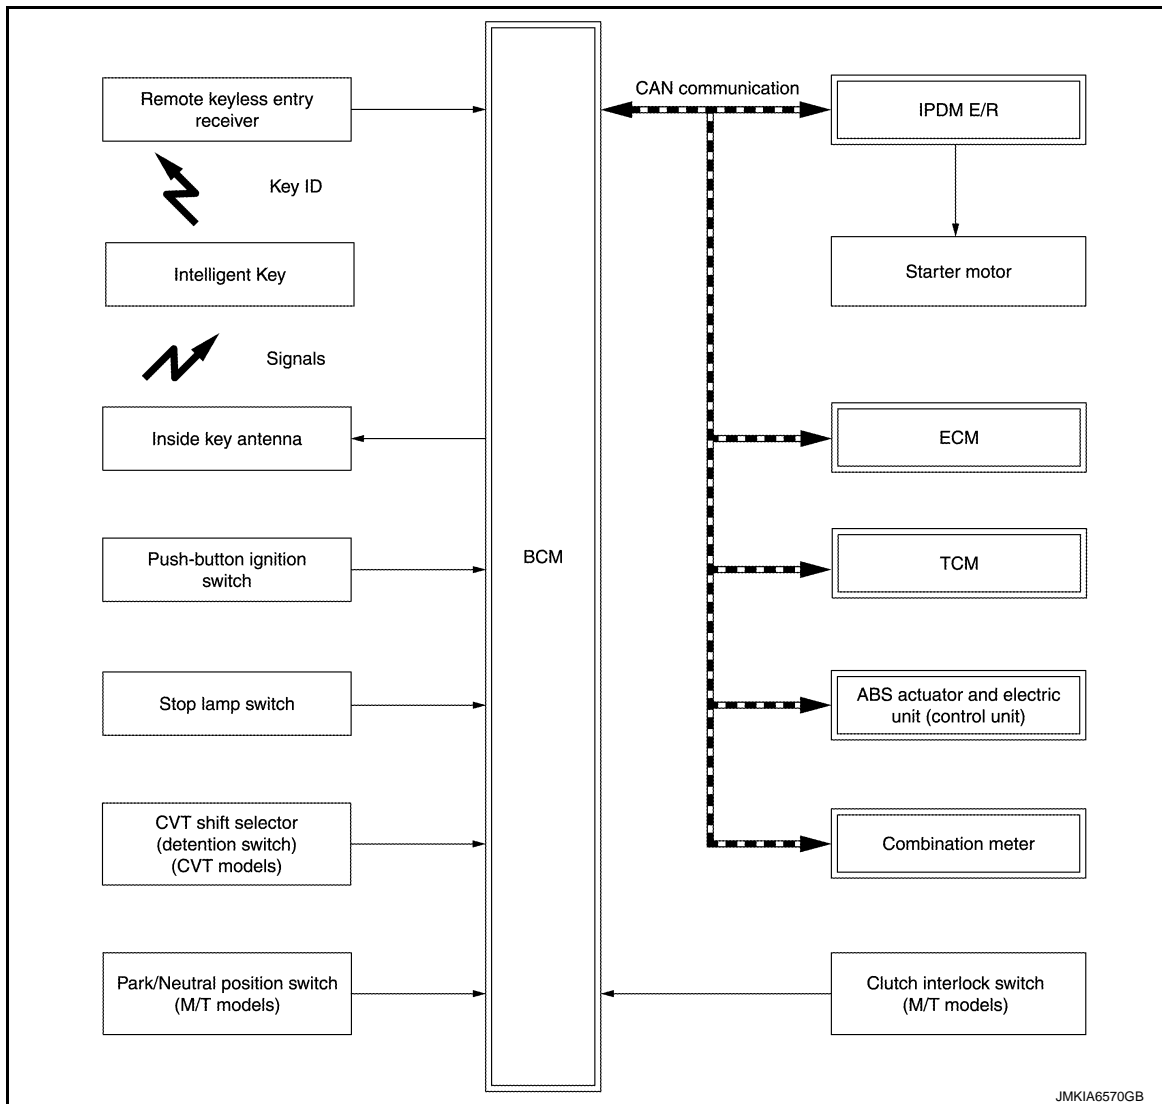 CAN communication
Remote keyless entry
receiver
IPDM E/R
Key ID
Intelligent Key
Starter motor
Signals
Inside key antenna
ECM
BCM
Push-button ignition
switch
TCM
Stop lamp switch
ABS actuator and electric
unit (control unit)
CVT shift selector
(detention switch)
(CVT models)
Combination meter
Park/Neutral position switch
(M/T models)
Clutch interlock switch
(M/T models)
JMKIA6570GB